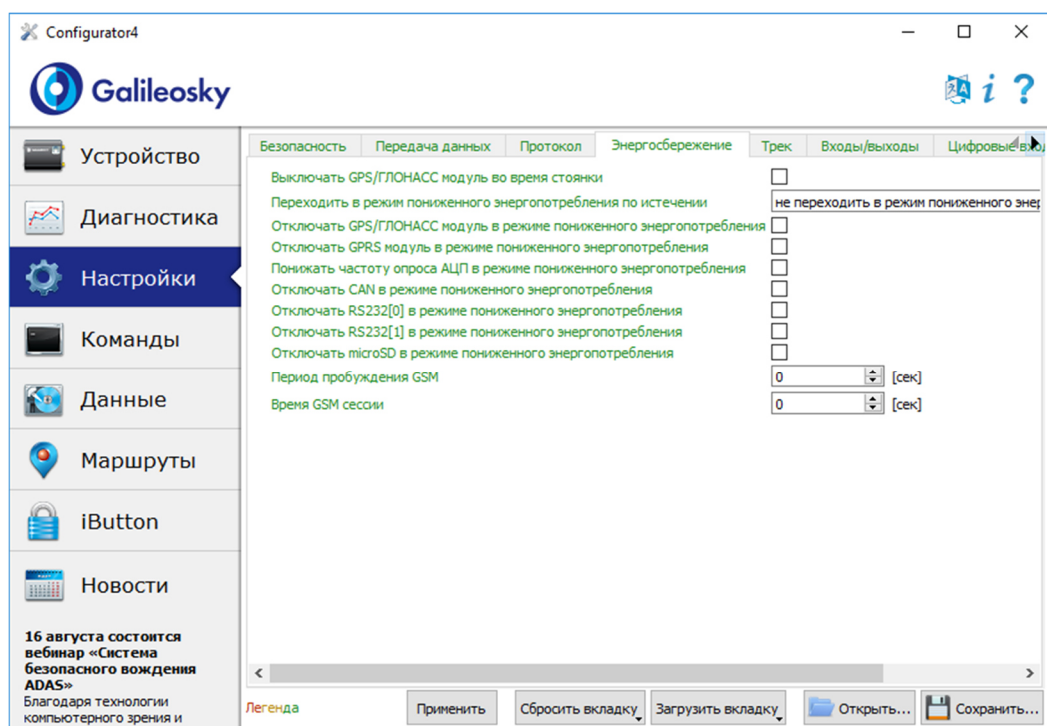 Configurator4
Galileosky
Устройство
Диагностика
Настройки
Команды
Данные
Маршруты
iButton
Новости
16 августа состоится
вебинар «Система
безопасного вождения
ADAS»
Благодаря технологии
компьютерного зрения и
Безопасность Передача данных Протокол Энергосбережение Трек Входы/выходы Цифровые
Выключать GPS/ГЛОНАСС модуль во время стоянки
Переходить в режим пониженного энергопотребления по истечении не переходить в режим пониженного энер
Отключать GPS/ГЛОНАСС модуль в режиме пониженного энергопотребления
Отключать GPRS модуль в режиме пониженного энергопотребления
Понижать частоту опроса АЦП в режиме пониженного энергопотребления
Отключать CAN в режиме пониженного энергопотребления
Отключать RS232[0] в режиме пониженного энергопотребления
Отключать RS232[1] в режиме пониженного энергопотребления
Отключать microSD в режиме пониженного энергопотребления
Период пробуждения GSM 0 [сек]
Время GSM сессии 0 [сек]
Легенда Применить Сбросить вкладку Загрузить вкладку Открыть... Сохранить...